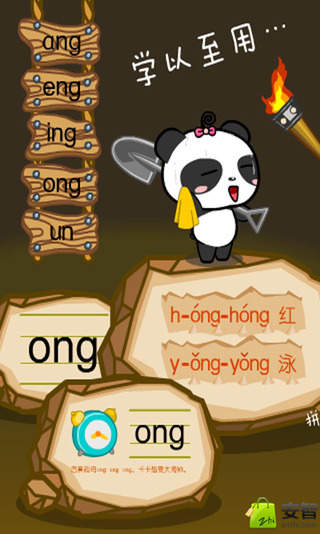 ang
eng
ing
ong
un
学以至用…
h-óng-hóng 红
y-ǒng-yǒng 泳
ong
ong
拼
安智